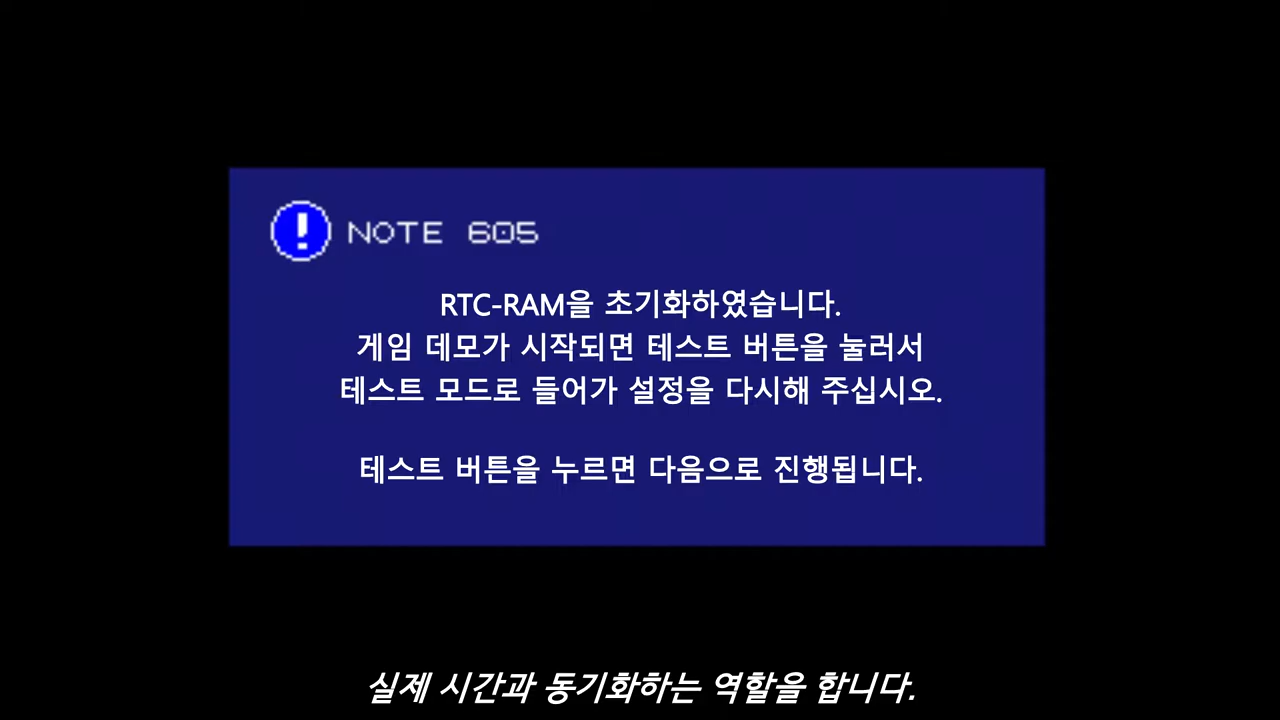 NOTE 605
RTC-RAM을 초기화하였습니다.
게임 데모가 시작되면 테스트 버튼을 눌러서
테스트 모드로 들어가 설정을 다시해 주십시오.
테스트 버튼을 누르면 다음으로 진행됩니다.
실제 시간과 동기화하는 역할을 합니다.